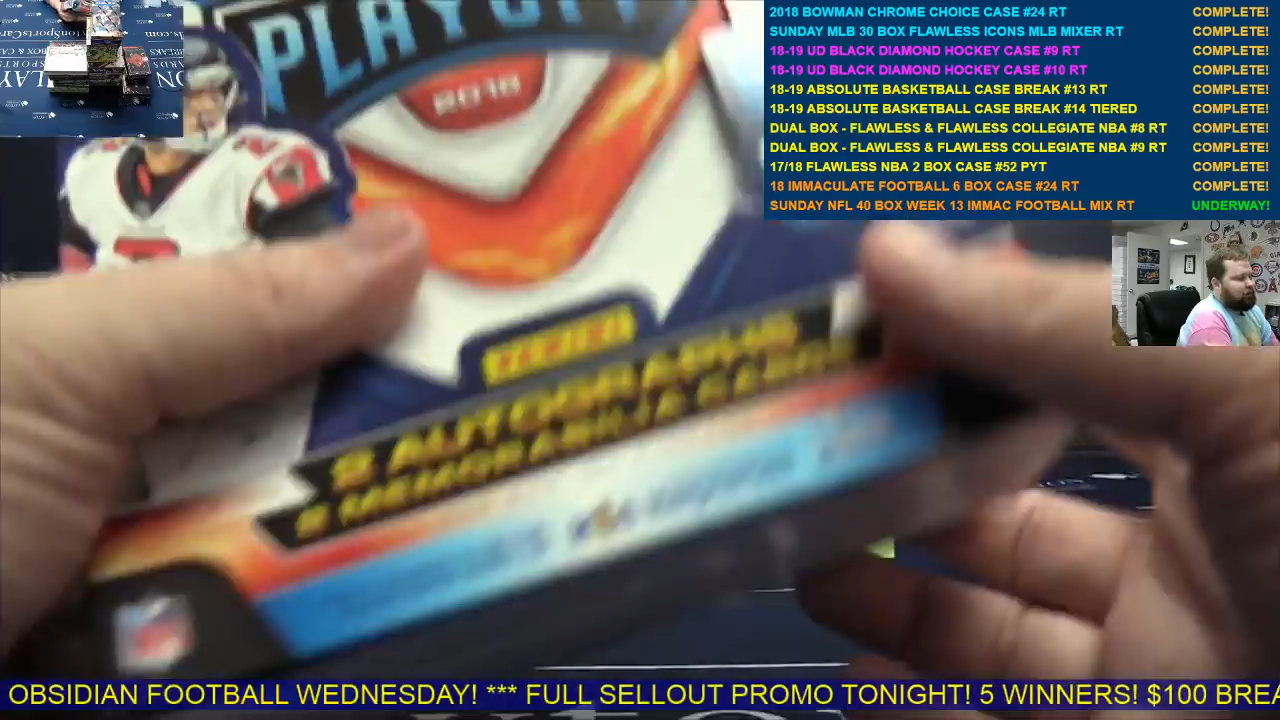 2018 BOWMAN CHROME CHOICE CASE #24 RT COMPLETE!
SUNDAY MLB 30 BOX FLAWLESS ICONS MLB MIXER RT COMPLETE!
18-19 UD BLACK DIAMOND HOCKEY CASE #9 RT COMPLETE!
18-19 UD BLACK DIAMOND HOCKEY CASE #10 RT COMPLETE!
18-19 ABSOLUTE BASKETBALL CASE BREAK #13 RT COMPLETE!
18-19 ABSOLUTE BASKETBALL CASE BREAK #14 TIERED COMPLETE!
DUAL BOX - FLAWLESS & FLAWLESS COLLEGIATE NBA #8 RT COMPLETE!
DUAL BOX - FLAWLESS & FLAWLESS COLLEGIATE NBA #9 RT COMPLETE!
17/18 FLAWLESS NBA 2 BOX CASE #52 PYT COMPLETE!
18 IMMACULATE FOOTBALL 6 BOX CASE #24 RT COMPLETE!
SUNDAY NFL 40 BOX WEEK 13 IMMAC FOOTBALL MIX RT UNDERWAY!
PLAYOFF
2018
PANINI
AUTOGRAPHS
MEMORABILIA CARDS
NFL
OBSIDIAN FOOTBALL WEDNESDAY! *** FULL SELLOUT PROMO TONIGHT! 5 WINNERS! $100 BREA